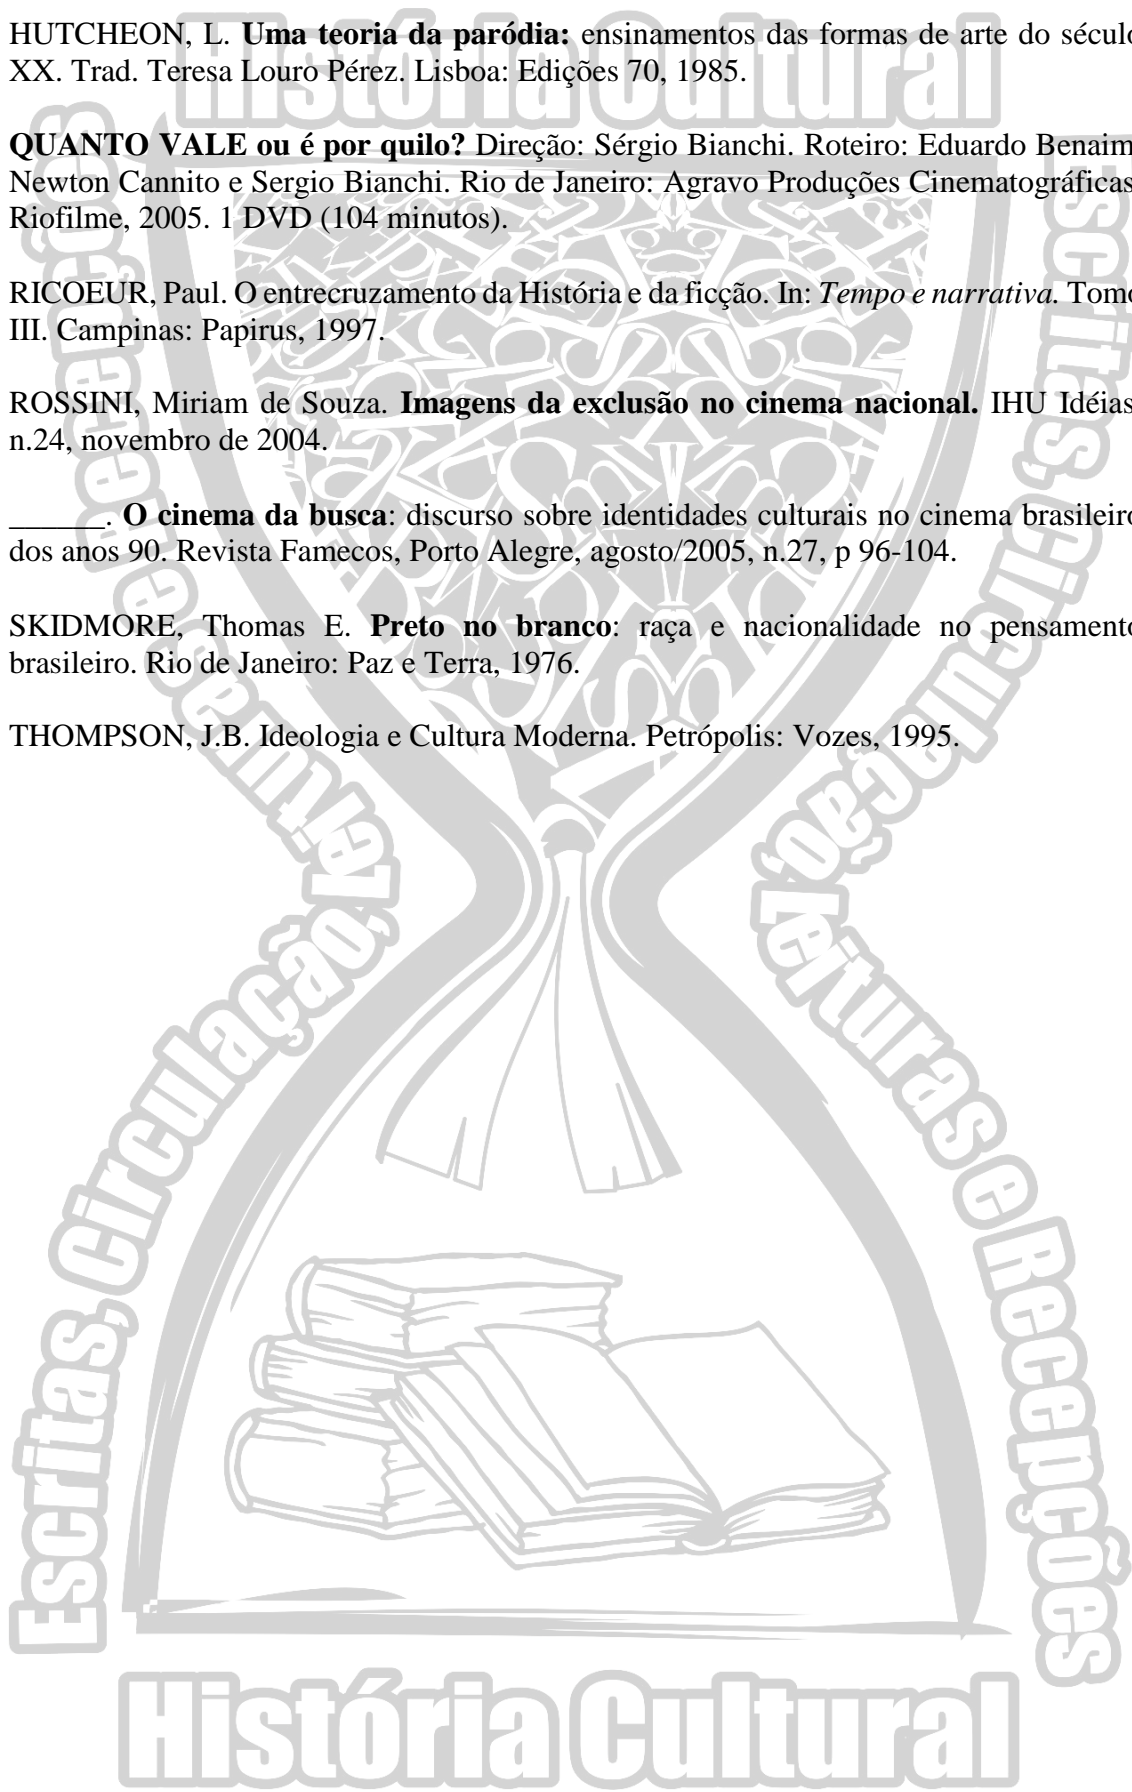 HUTCHEON, L. Uma teoria da paródia: ensinamentos das formas de arte do século
XX. Trad. Teresa Louro Pérez. Lisboa: Edições 70, 1985.
QUANTO VALE ou é por quilo? Direção: Sérgio Bianchi. Roteiro: Eduardo Benaim
Newton Cannito e Sergio Bianchi. Rio de Janeiro: Agravo Produções Cinematográficas
Riofilme, 2005. 1 DVD (104 minutos).
RICOEUR, Paul. O entrecruzamento da História e da ficção. In: Tempo e narrativa. Tomo
III. Campinas: Papirus, 1997.
ROSSINI, Miriam de Souza. Imagens da exclusão no cinema nacional. IHU Idéias
n.24, novembro de 2004.
______. O cinema da busca: discurso sobre identidades culturais no cinema brasileiro
dos anos 90. Revista Famecos, Porto Alegre, agosto/2005, n.27, p 96-104.
SKIDMORE, Thomas E. Preto no branco: raça e nacionalidade no pensamento
brasileiro. Rio de Janeiro: Paz e Terra, 1976.
THOMPSON, J.B. Ideologia e Cultura Moderna. Petrópolis: Vozes, 1995.
História Cultural
Escritas, Circulação, Leituras e Recepções
Escritas, Circulação, Leituras e Recepções
História Cultural